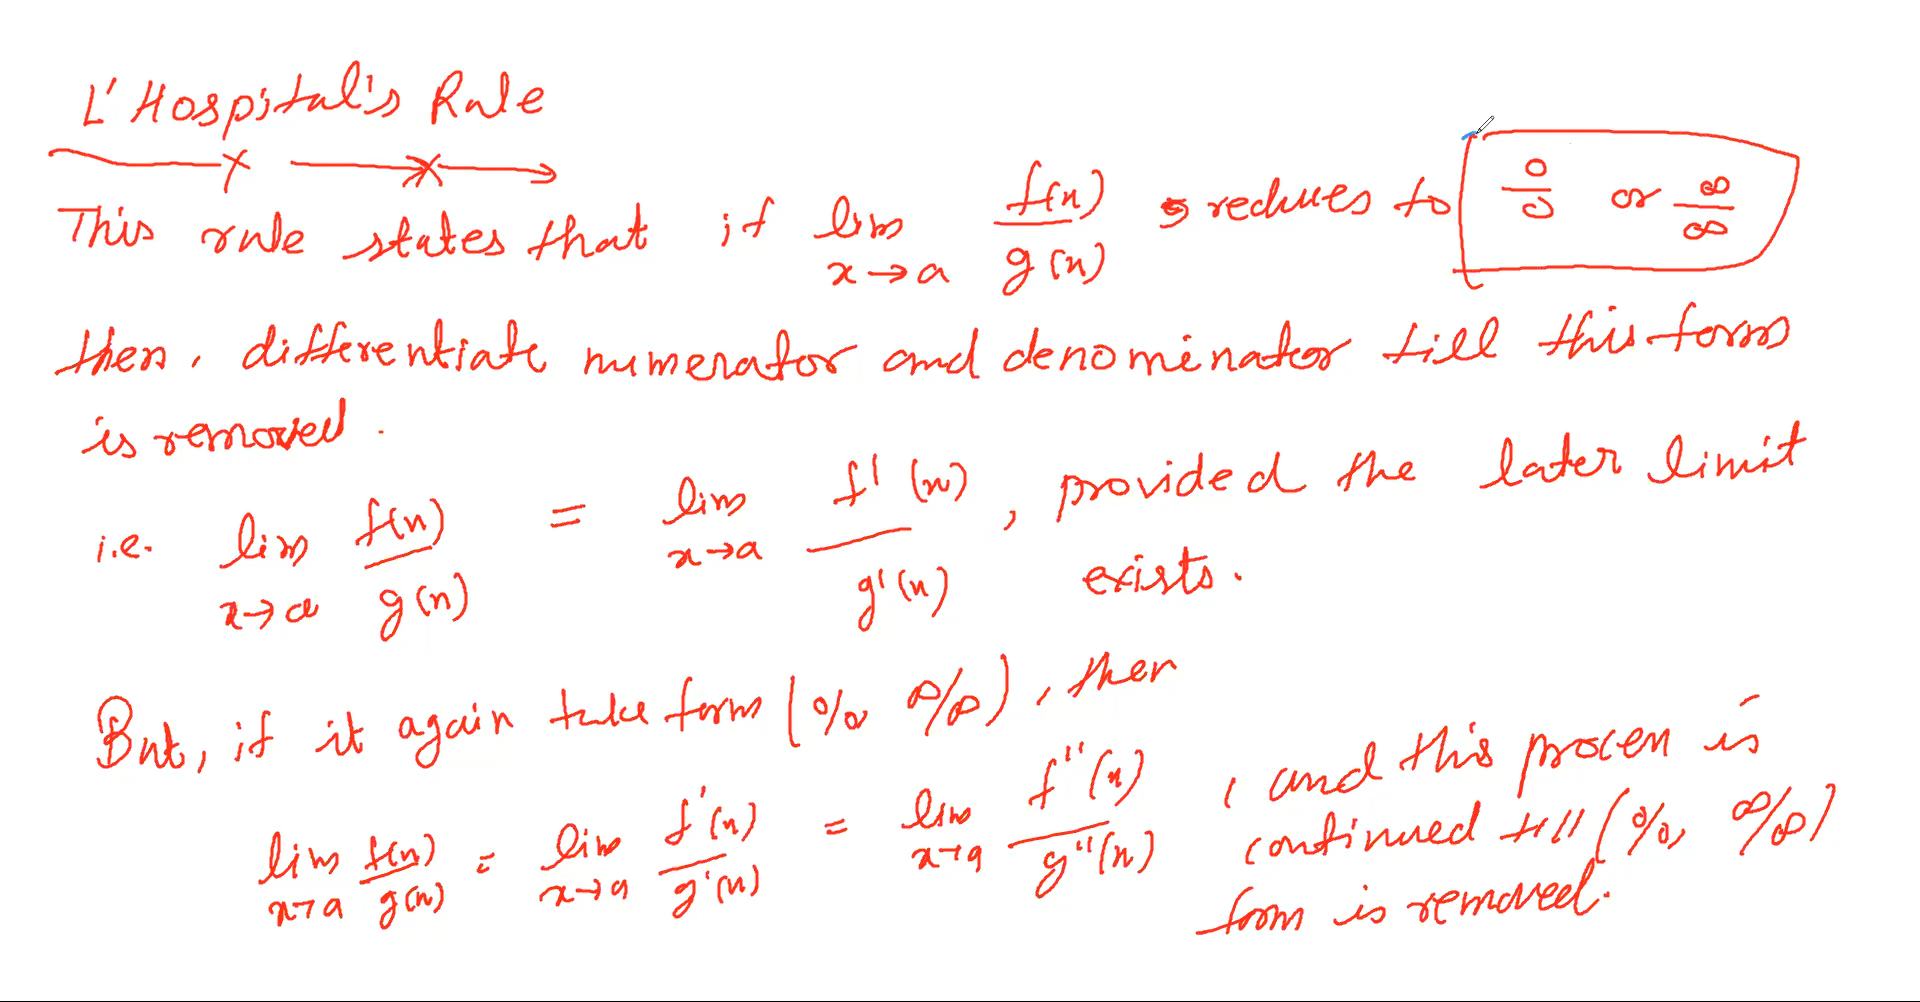 L'Hospital's Rule
This rule states that if lim x→a f(x)/g(x) reduces to 0/0 or ∞/∞
then, differentiate numerator and denominator till this form
is removed.
i.e. lim x→a f(x)/g(x) = lim x→a f'(x)/g'(x), provided the later limit
exists.
But, if it again take form (0/0, ∞/∞), then
lim x→a f(x)/g(x) = lim x→a f'(x)/g'(x) = lim x→a f''(x)/g''(x), and this process is
continued till (0/0, ∞/∞)
form is removed.